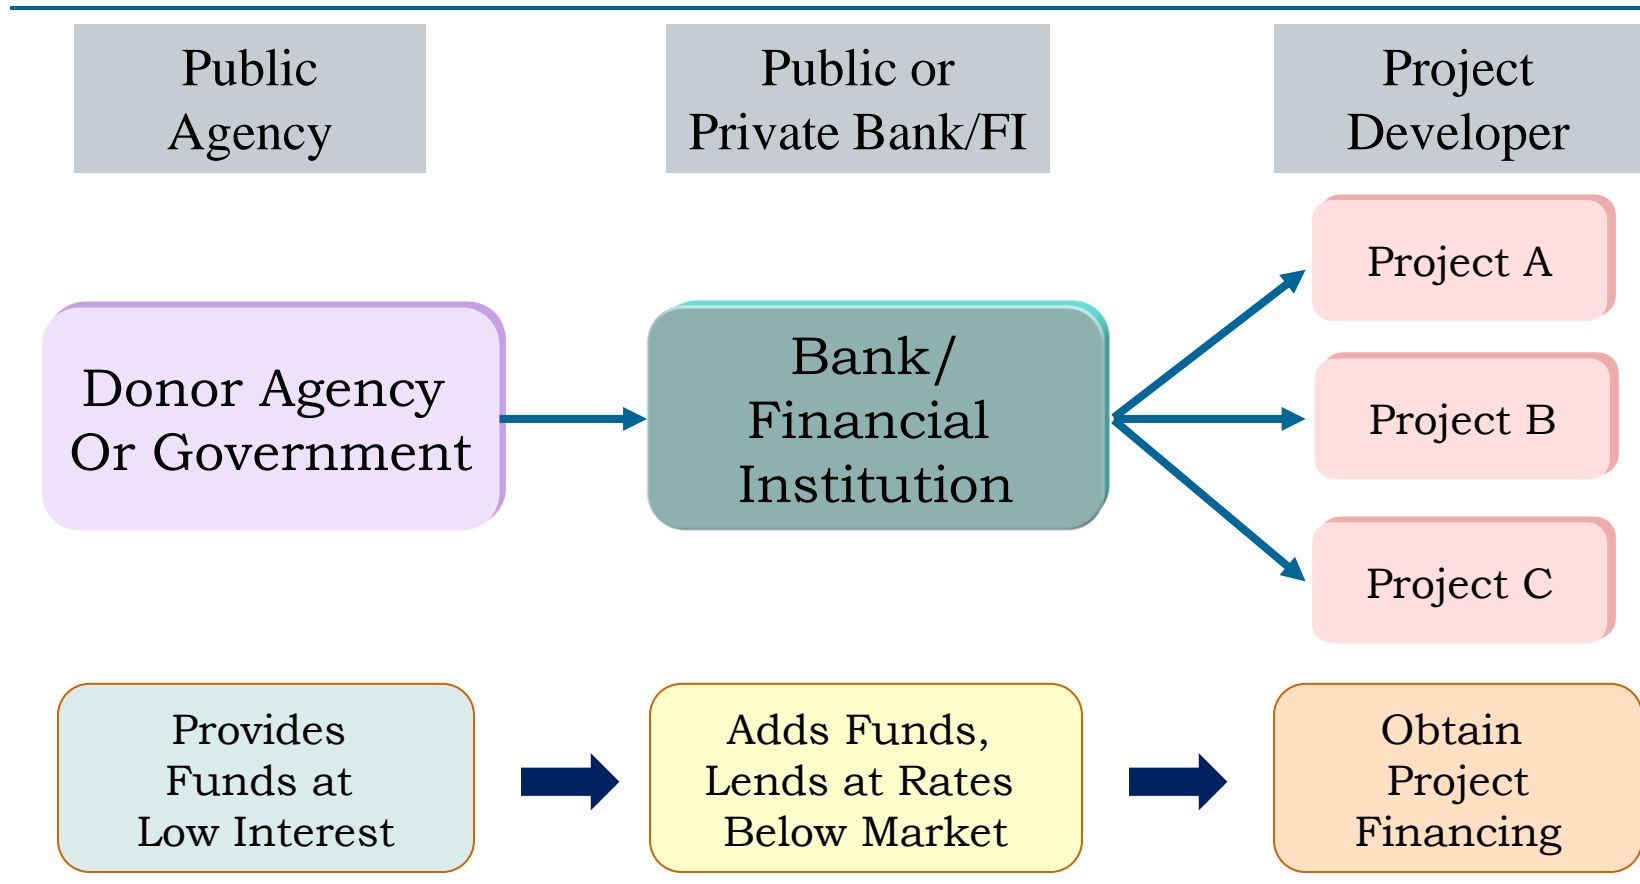 Public
Agency
Public or
Private Bank/FI
Project
Developer
Donor Agency
Or Government
Bank/
Financial
Institution
Project A
Project B
Project C
Provides
Funds at
Low Interest
Adds Funds,
Lends at Rates
Below Market
Obtain
Project
Financing